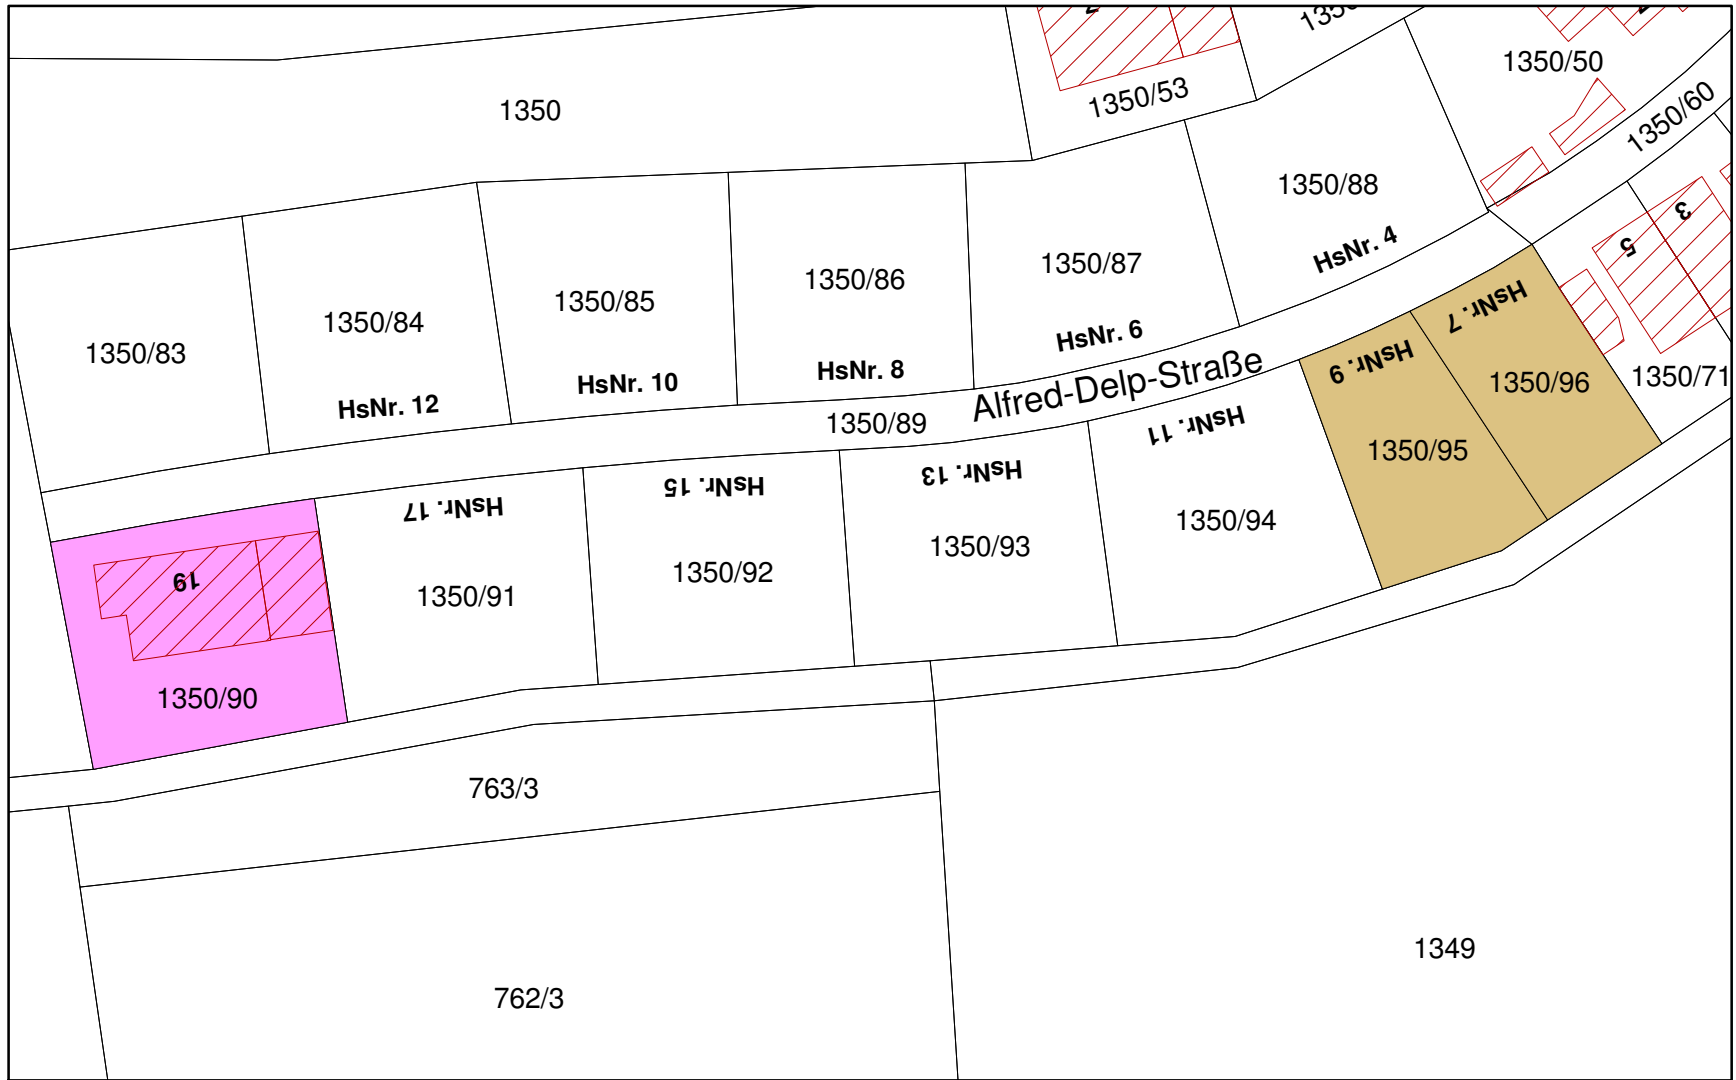 1350/50
1350/53
1350/60
1350
1350/88
3
5
HsNr. 4
1350/87
1350/86
1350/85
1350/84
1350/83
HsNr. 6
HsNr. 8
HsNr. 10
HsNr. 12
Alfred-Delp-Straße
1350/89
HsNr. 7
HsNr. 9
1350/96
1350/71
1350/95
HsNr. 11
HsNr. 13
HsNr. 15
HsNr. 17
1350/94
1350/93
1350/92
1350/91
19
1350/90
763/3
762/3
1349